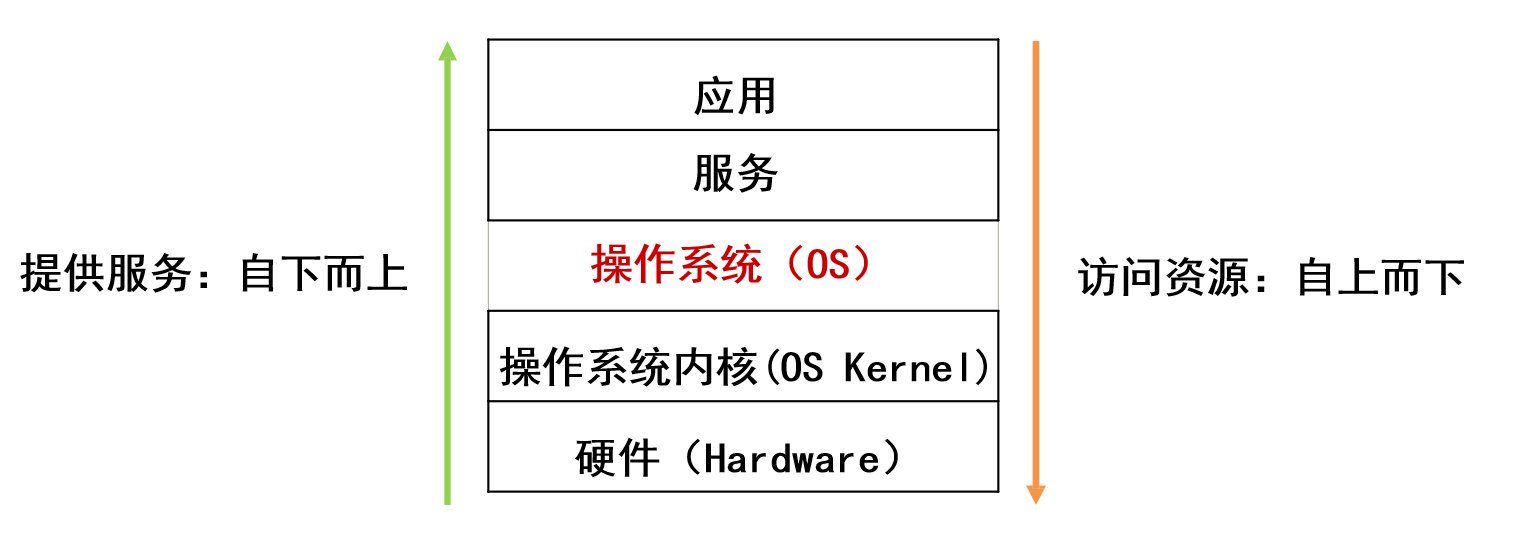 应用
服务
操作系统（OS）
提供服务：自下而上
访问资源：自上而下
操作系统内核(OS Kernel)
硬件（Hardware）